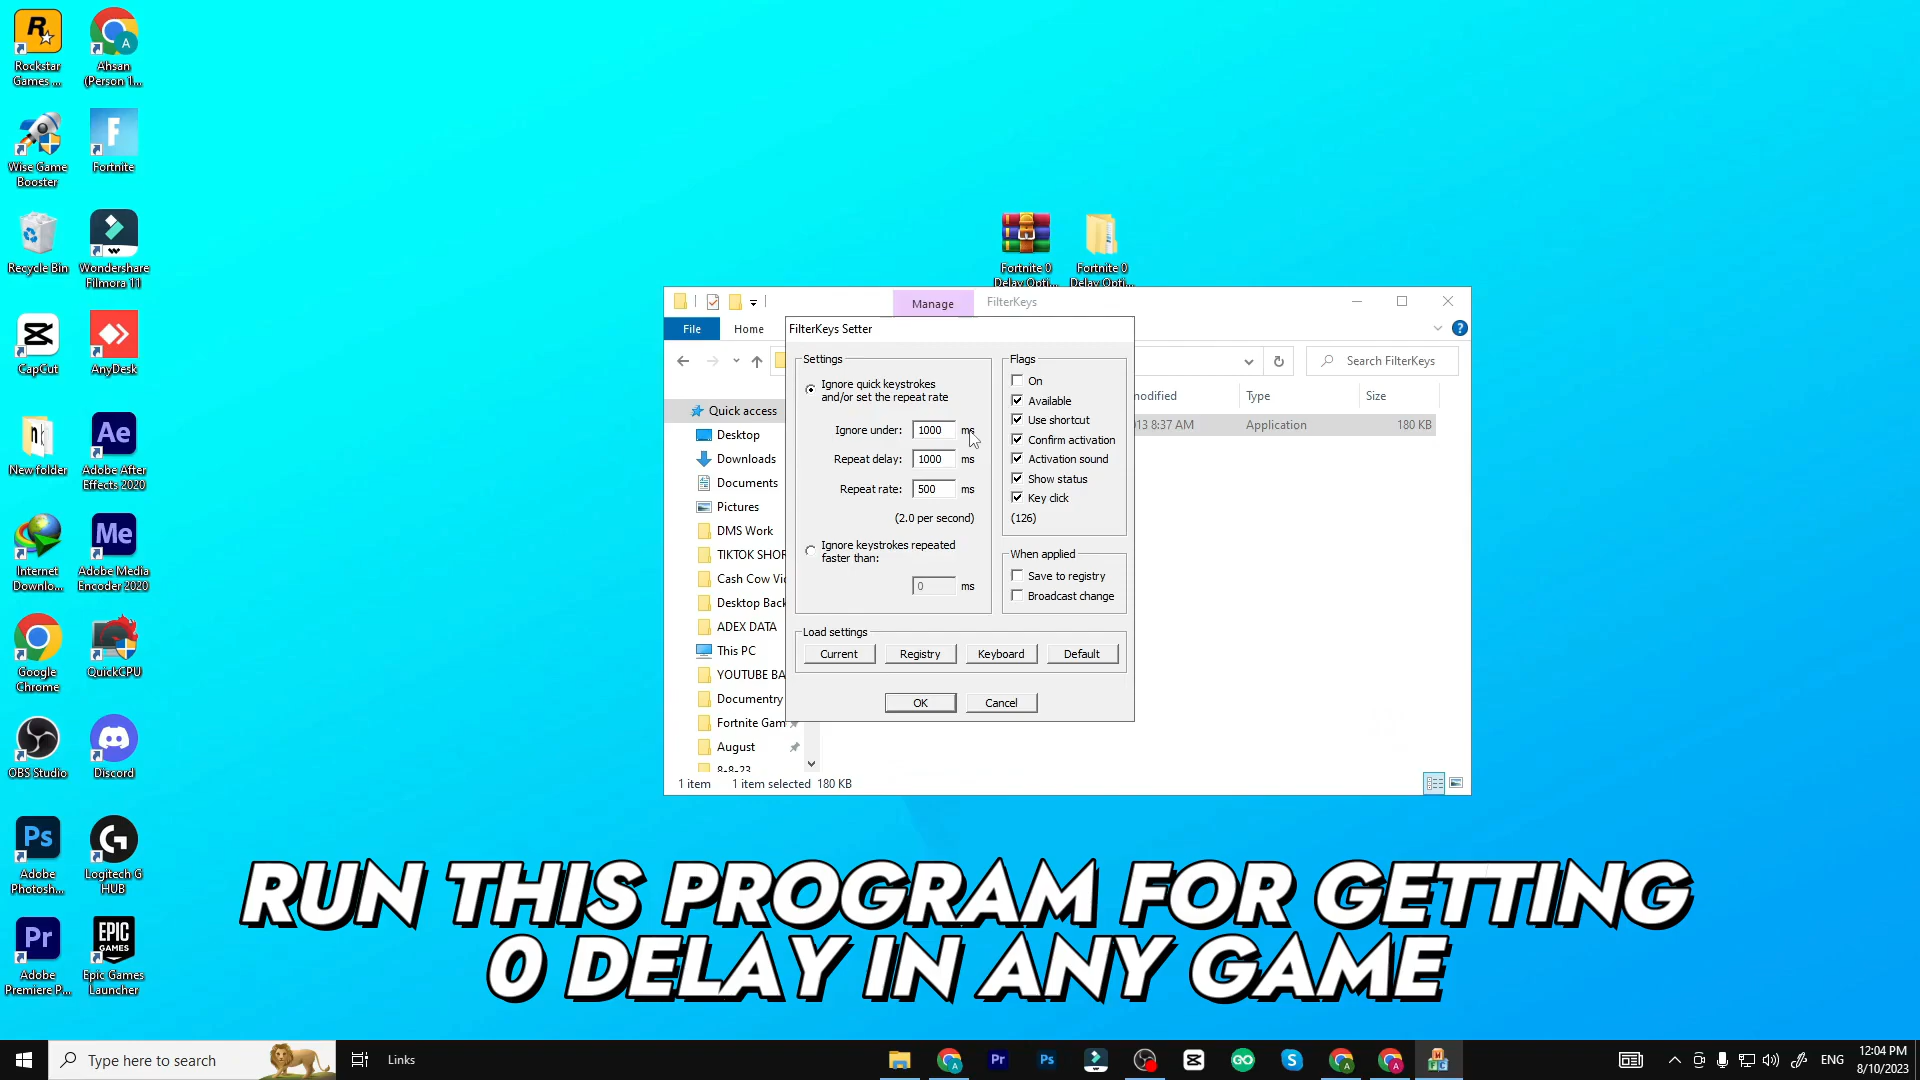 Rockstar
Games ...
Ahsan
(Person 1...
Wise Game
Booster
Fortnite
Recycle Bin
Wondershare
Filmora 11
CapCut
AnyDesk
New folder
Adobe After
Effects 2020
Internet
Downlo...
Adobe Media
Encoder 2020
Google
Chrome
QuickCPU
OBS Studio
Discord
Adobe
Photosh...
Logitech G
HUB
Adobe
Premiere P...
Epic Games
Launcher
Fortnite 0
Delay Opti...
Fortnite 0
Delay Opti...
Manage
FilterKeys
File
Home
Search FilterKeys
Type
Size
13 8:37 AM
Application
180 KB
Quick access
Desktop
Downloads
Documents
Pictures
DMS Work
TIKTOK SHOP
Cash Cow Vi
Desktop Back
ADEX DATA
This PC
YOUTUBE BA
Documentry
Fortnite Gam
August
8-8-23
1 item
1 item selected 180 KB
FilterKeys Setter
Settings
Ignore quick keystrokes
and/or set the repeat rate
Ignore under: 1000 ms
Repeat delay: 1000 ms
Repeat rate: 500 ms
(2.0 per second)
Ignore keystrokes repeated
faster than:
0 ms
Flags
On
Available
Use shortcut
Confirm activation
Activation sound
Show status
Key click
(126)
When applied
Save to registry
Broadcast change
Load settings
Current
Registry
Keyboard
Default
OK
Cancel
RUN THIS PROGRAM FOR GETTING
0 DELAY IN ANY GAME
Type here to search
Links
ENG
12:04 PM
8/10/2023